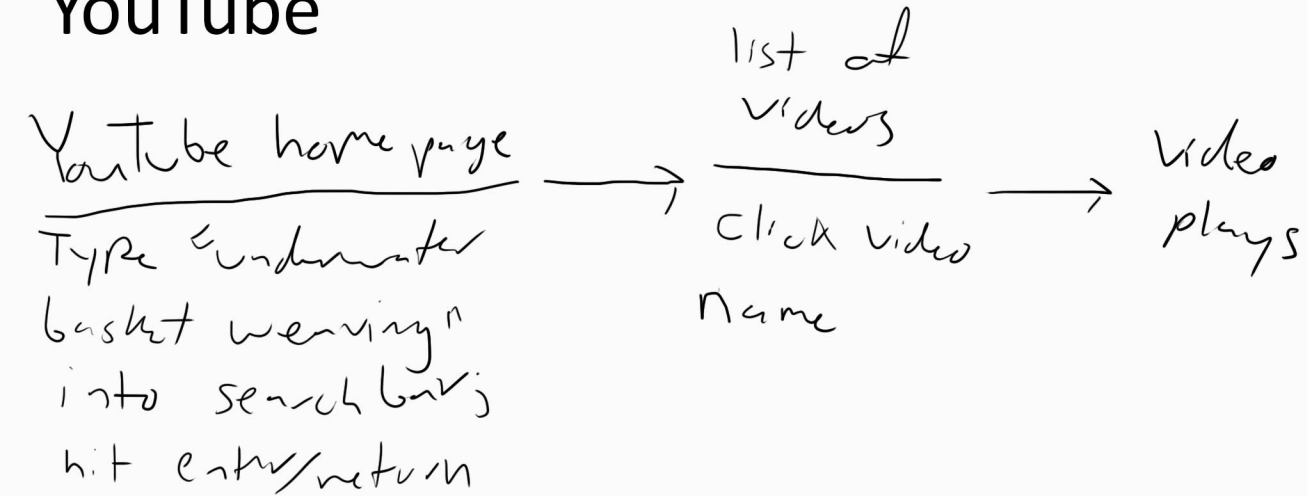 YouTube
YouTube home page
Type "underwater
basket weaving"
into search bar;
hit enter/return
list of
videos
click video
name
video
plays